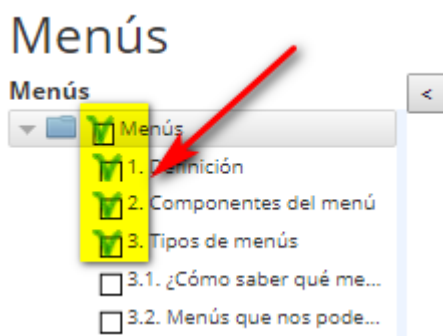 Menús
Menús
<
Menús
1. Definición
2. Componentes del menú
3. Tipos de menús
3.1. ¿Cómo saber qué me...
3.2. Menús que nos pode...